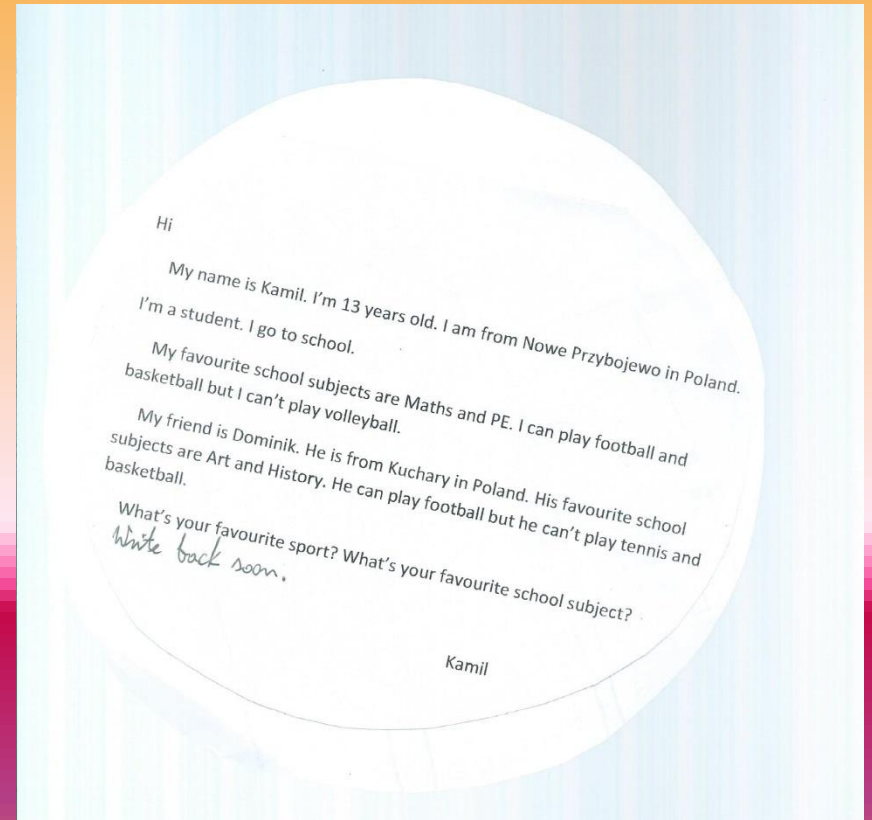 Hi
My name is Kamil. I'm 13 years old. I am from Nowe Przybojewo in Poland.
I'm a student. I go to school.
My favourite school subjects are Maths and PE. I can play football and
basketball but I can't play volleyball.
My friend is Dominik. He is from Kuchary in Poland. His favourite school
subjects are Art and History. He can play football but he can't play tennis and
basketball.
What's your favourite sport? What's your favourite school subject?
Write back soon.
Kamil